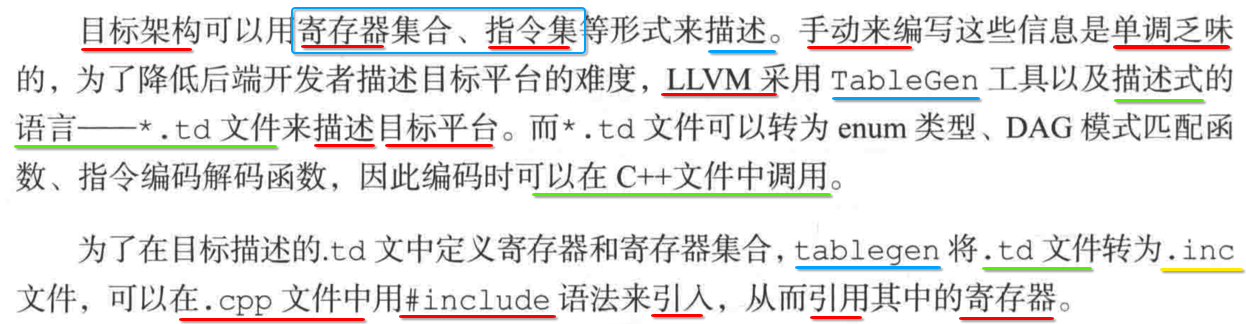 目标架构可以用寄存器集合、指令集等形式来描述。手动来编写这些信息是单调乏味
的，为了降低后端开发者描述目标平台的难度，LLVM 采用 TableGen 工具以及描述式的
语言——*.td 文件来描述目标平台。而*.td 文件可以转为 enum 类型、DAG 模式匹配函
数、指令编码解码函数，因此编码时可以在 C++文件中调用。
为了在目标描述的.td 文中定义寄存器和寄存器集合，tablegen 将.td 文件转为.inc
文件，可以在.cpp 文件中用#include 语法来引入，从而引用其中的寄存器。